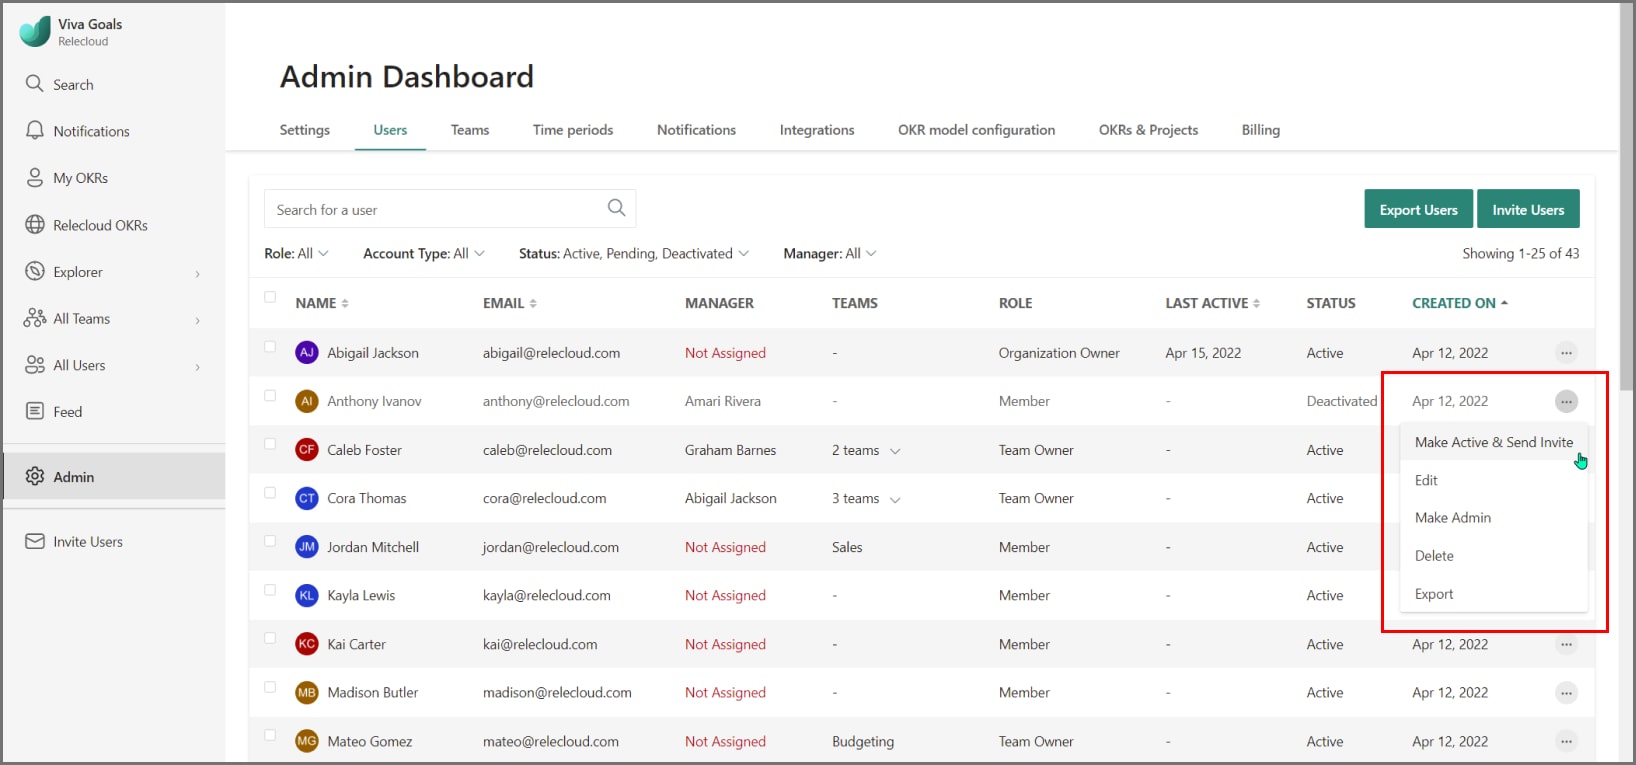 Viva Goals
Relecloud
Search
Notifications
My OKRs
Relecloud OKRs
Explorer
All Teams
All Users
Feed
Admin
Invite Users
Admin Dashboard
Settings Users Teams Time periods Notifications Integrations OKR model configuration OKRs & Projects Billing
Search for a user
Export Users Invite Users
Role: All Account Type: All Status: Active, Pending, Deactivated Manager: All Showing 1-25 of 43
NAME EMAIL MANAGER TEAMS ROLE LAST ACTIVE STATUS CREATED ON
AJ Abigail Jackson abigail@relecloud.com Not Assigned - Organization Owner Apr 15, 2022 Active Apr 12, 2022 ...
AI Anthony Ivanov anthony@relecloud.com Amari Rivera - Member - Deactivated Apr 12, 2022 ...
CF Caleb Foster caleb@relecloud.com Graham Barnes 2 teams Team Owner - Active
CT Cora Thomas cora@relecloud.com Abigail Jackson 3 teams Team Owner - Active
JM Jordan Mitchell jordan@relecloud.com Not Assigned Sales Member - Active
KL Kayla Lewis kayla@relecloud.com Not Assigned - Member - Active
KC Kai Carter kai@relecloud.com Not Assigned - Member - Active Apr 12, 2022 ...
MB Madison Butler madison@relecloud.com Not Assigned - Member - Active Apr 12, 2022 ...
MG Mateo Gomez mateo@relecloud.com Not Assigned Budgeting Team Owner - Active Apr 12, 2022 ...
Make Active & Send Invite
Edit
Make Admin
Delete
Export